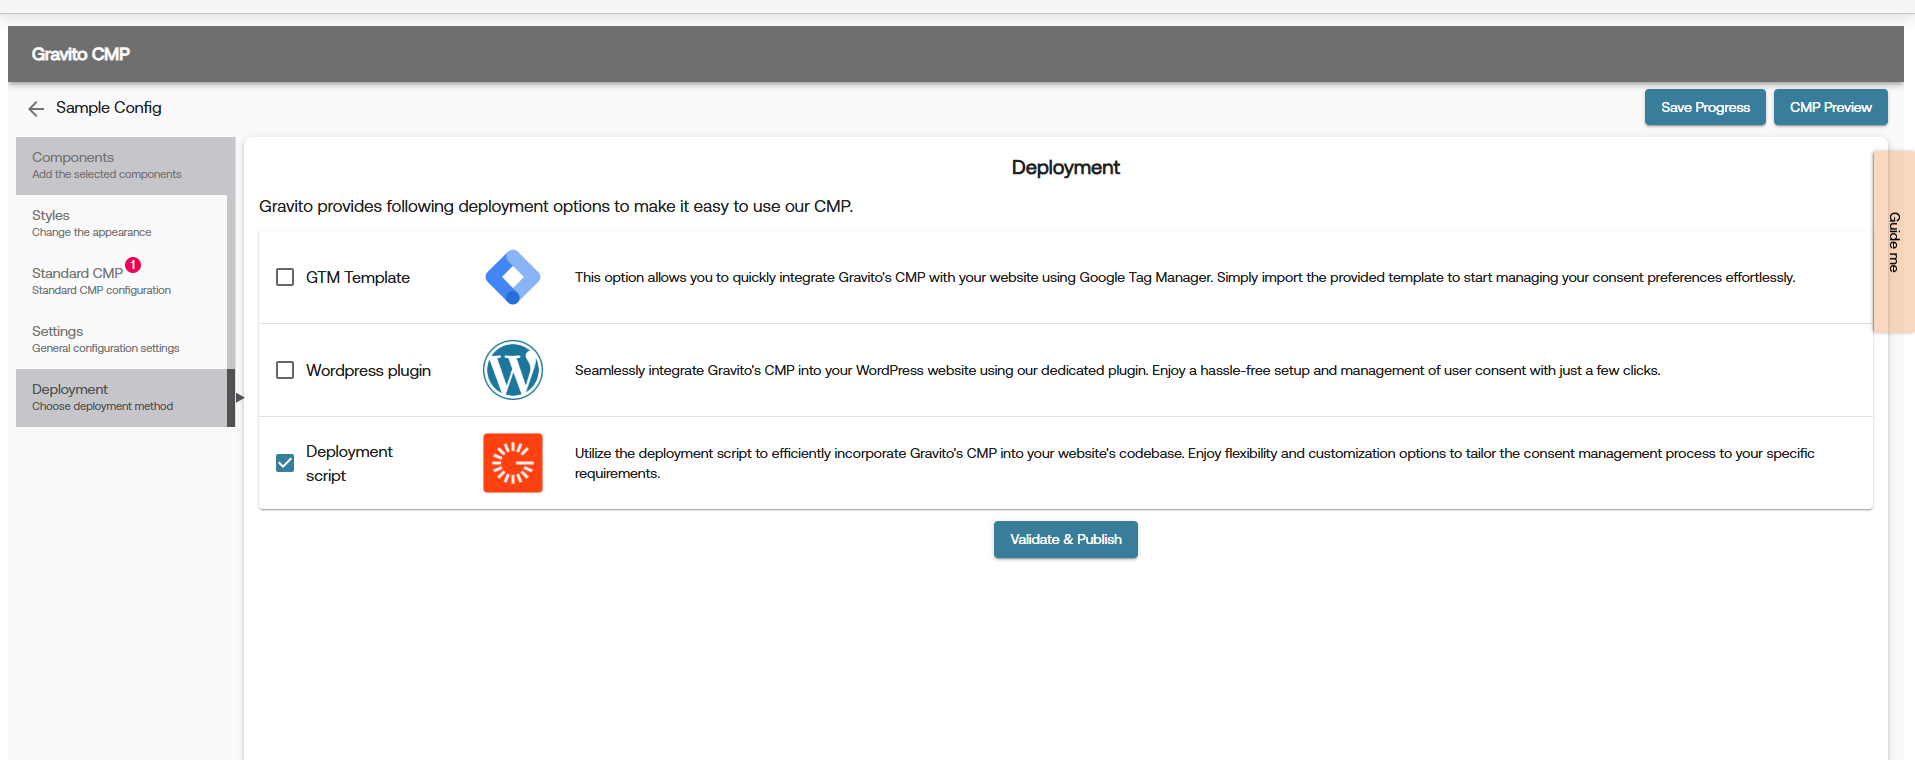 Gravito CMP
Sample Config
Save Progress
CMP Preview
Components
Add the selected components
Styles
Change the appearance
Standard CMP 1
Standard CMP configuration
Settings
General configuration settings
Deployment
Choose deployment method
Deployment
Gravito provides following deployment options to make it easy to use our CMP.
GTM Template
This option allows you to quickly integrate Gravito's CMP with your website using Google Tag Manager. Simply import the provided template to start managing your consent preferences effortlessly.
Wordpress plugin
Seamlessly integrate Gravito's CMP into your WordPress website using our dedicated plugin. Enjoy a hassle-free setup and management of user consent with just a few clicks.
Deployment
script
Utilize the deployment script to efficiently incorporate Gravito's CMP into your website's codebase. Enjoy flexibility and customization options to tailor the consent management process to your specific
requirements.
Validate & Publish
Guide me